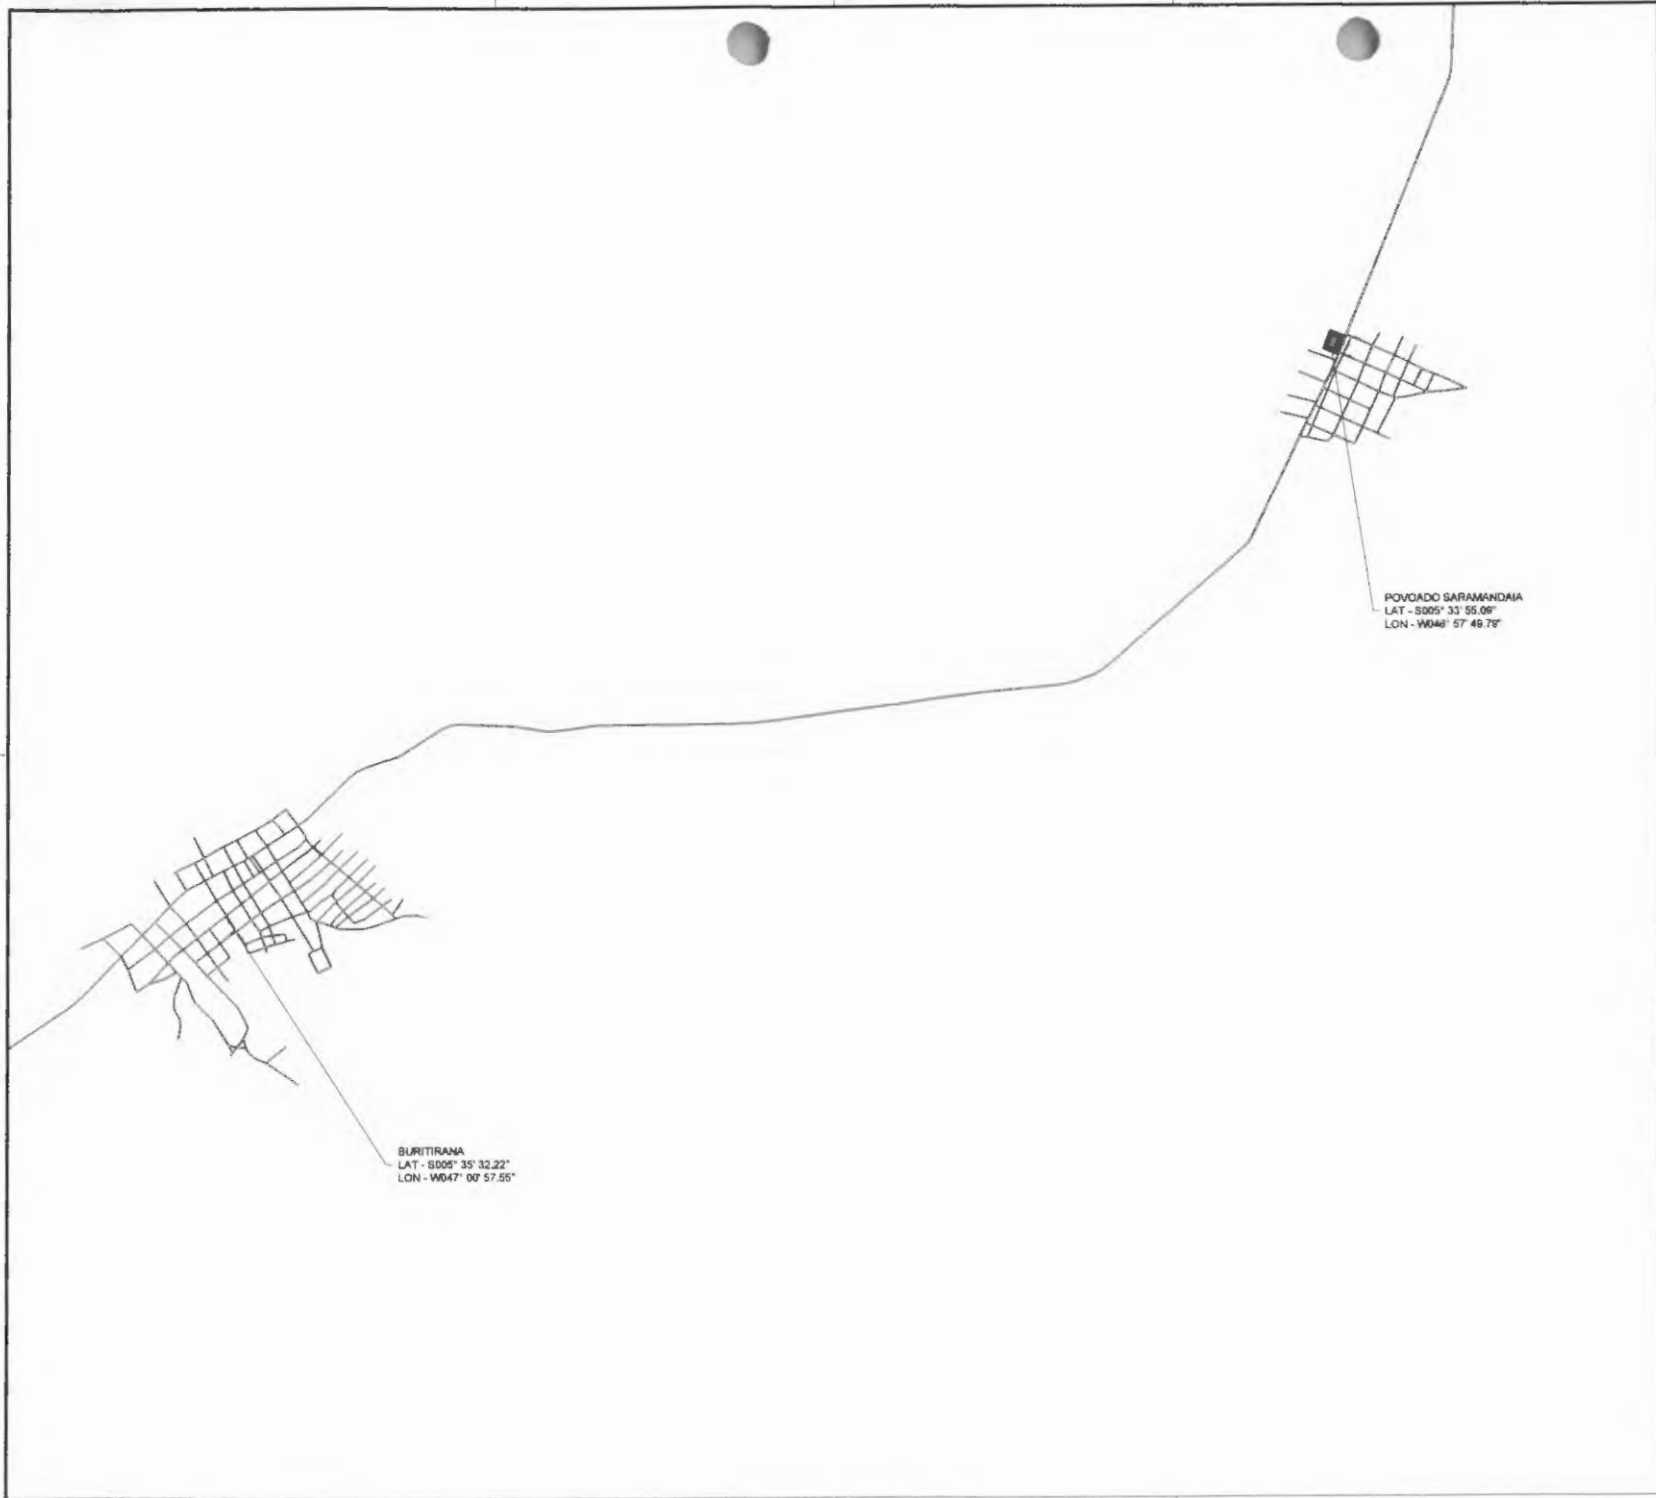 POVOADO SARAMANDAIA
LAT - S005° 33' 55.09"
LON - W046° 57' 49.78"
BURITIRANA
LAT - S005° 35' 32.22"
LON - W047° 00' 57.55"